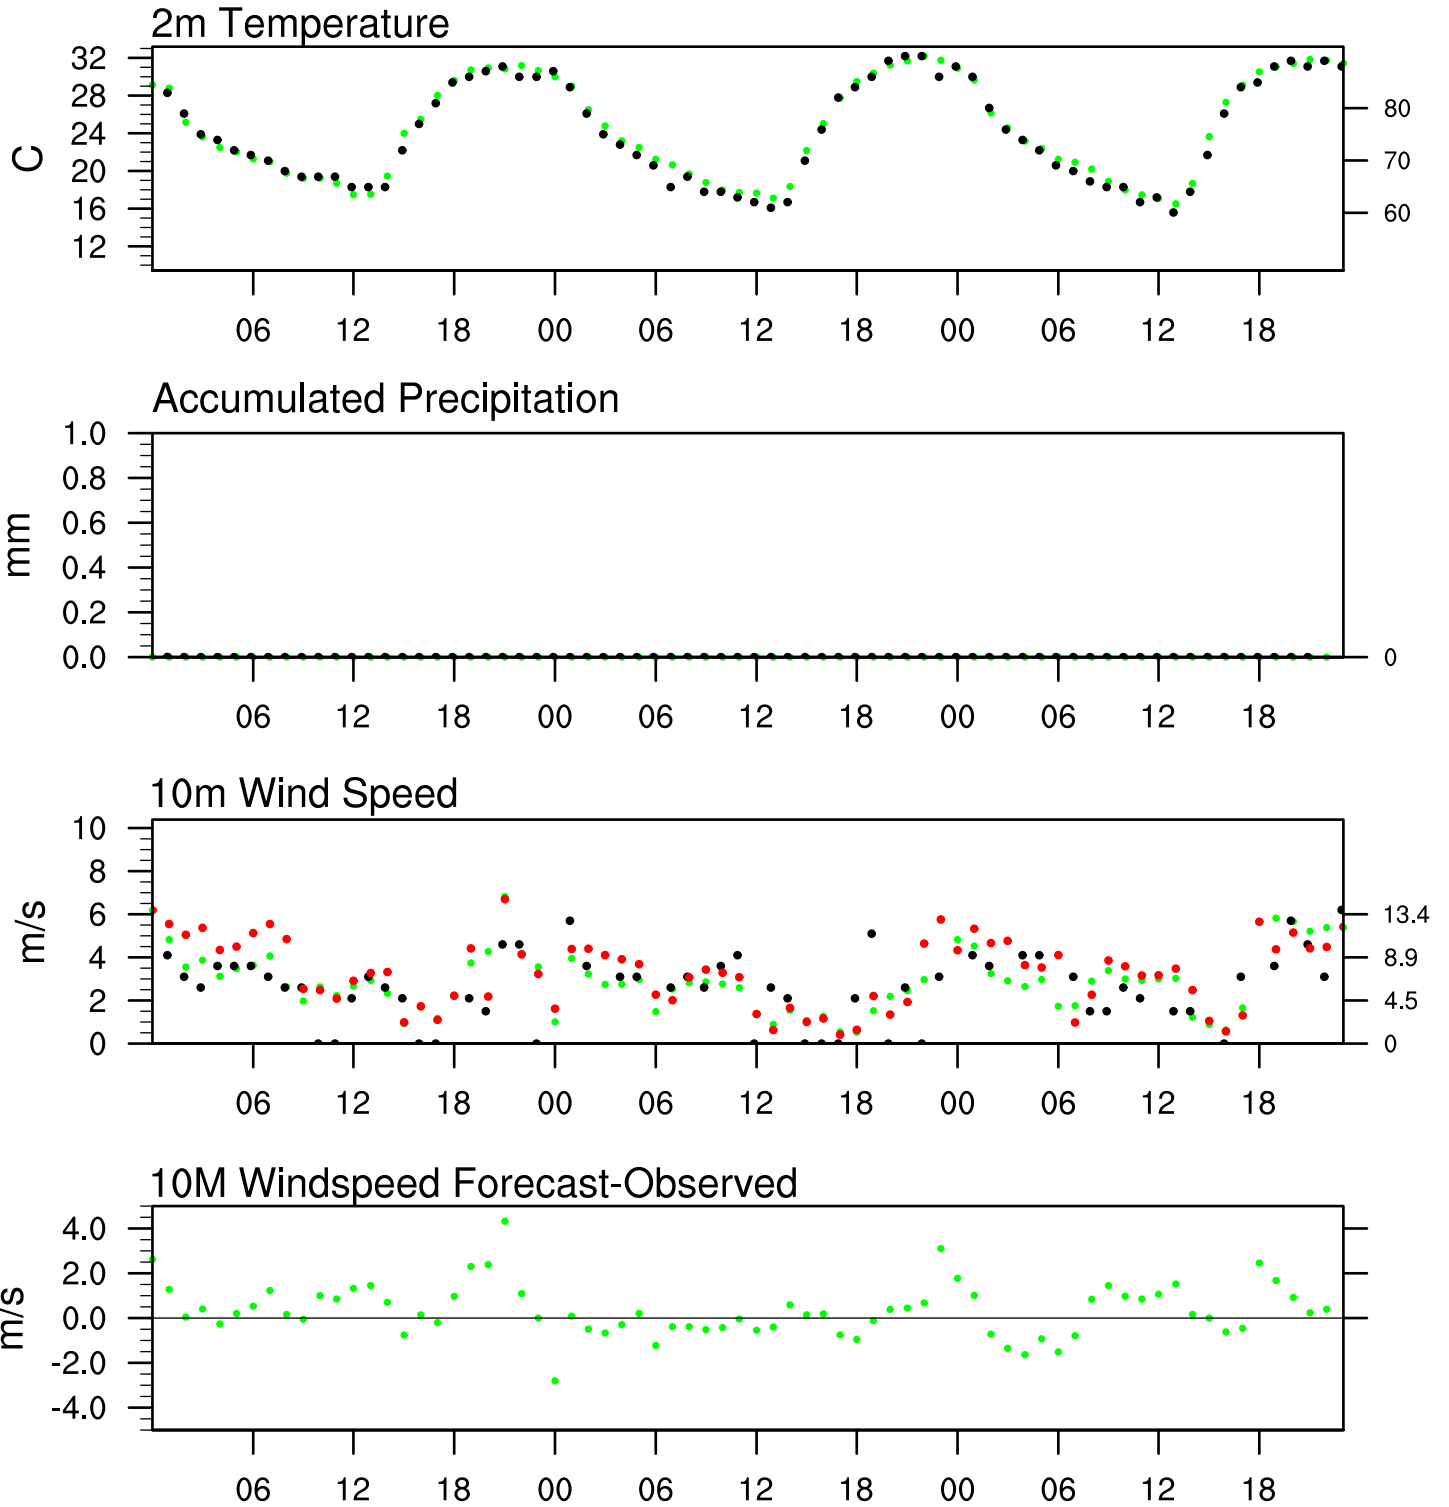 2m Temperature
32
28
24
20
16
12
C
80
70
60
06 12 18 00 06 12 18 00 06 12 18
Accumulated Precipitation
1.0
0.8
0.6
0.4
0.2
0.0
mm
0
06 12 18 00 06 12 18 00 06 12 18
10m Wind Speed
10
8
6
4
2
0
m/s
13.4
8.9
4.5
0
06 12 18 00 06 12 18 00 06 12 18
10M Windspeed Forecast-Observed
4.0
2.0
0.0
-2.0
-4.0
m/s
06 12 18 00 06 12 18 00 06 12 18